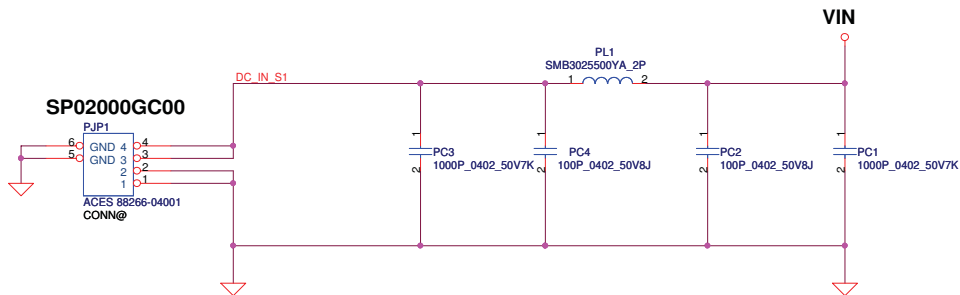 VIN
PL1
SMB3025500YA_2P
1 2
DC_IN_S1
SP02000GC00
PJP1
6 GND 4 4
5 GND 3 3
2 2
1 1
ACES 88266-04001
CONN@
1
PC3
1000P_0402_50V7K
2
1
PC4
100P_0402_50V8J
2
1
PC2
100P_0402_50V8J
2
1
PC1
1000P_0402_50V7K
2